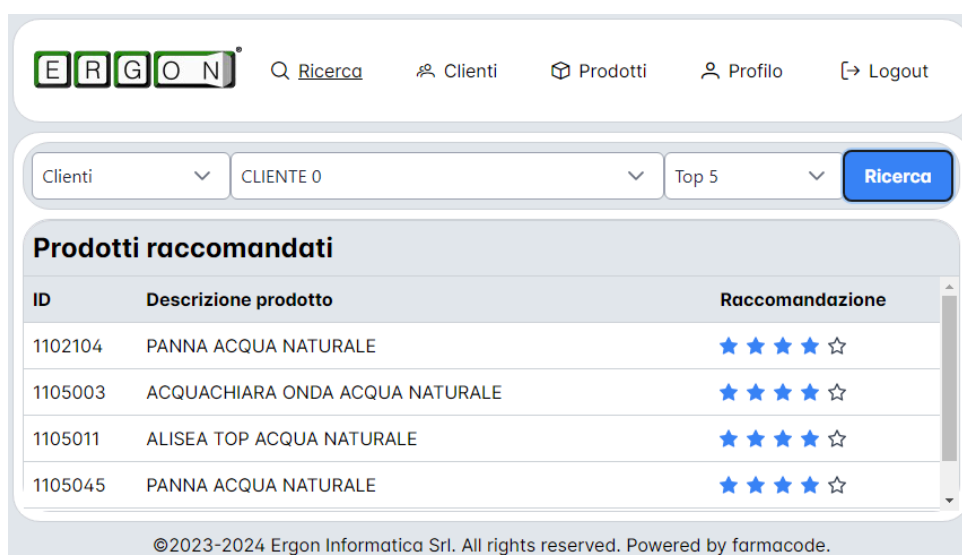 ERGON® Ricerca Clienti Prodotti Profilo Logout
Clienti CLIENTE 0 Top 5 Ricerca
Prodotti raccomandati
ID Descrizione prodotto Raccomandazione
1102104 PANNA ACQUA NATURALE
1105003 ACQUACHIARA ONDA ACQUA NATURALE
1105011 ALISEA TOP ACQUA NATURALE
1105045 PANNA ACQUA NATURALE
©2023-2024 Ergon Informatica Srl. All rights reserved. Powered by farmacode.